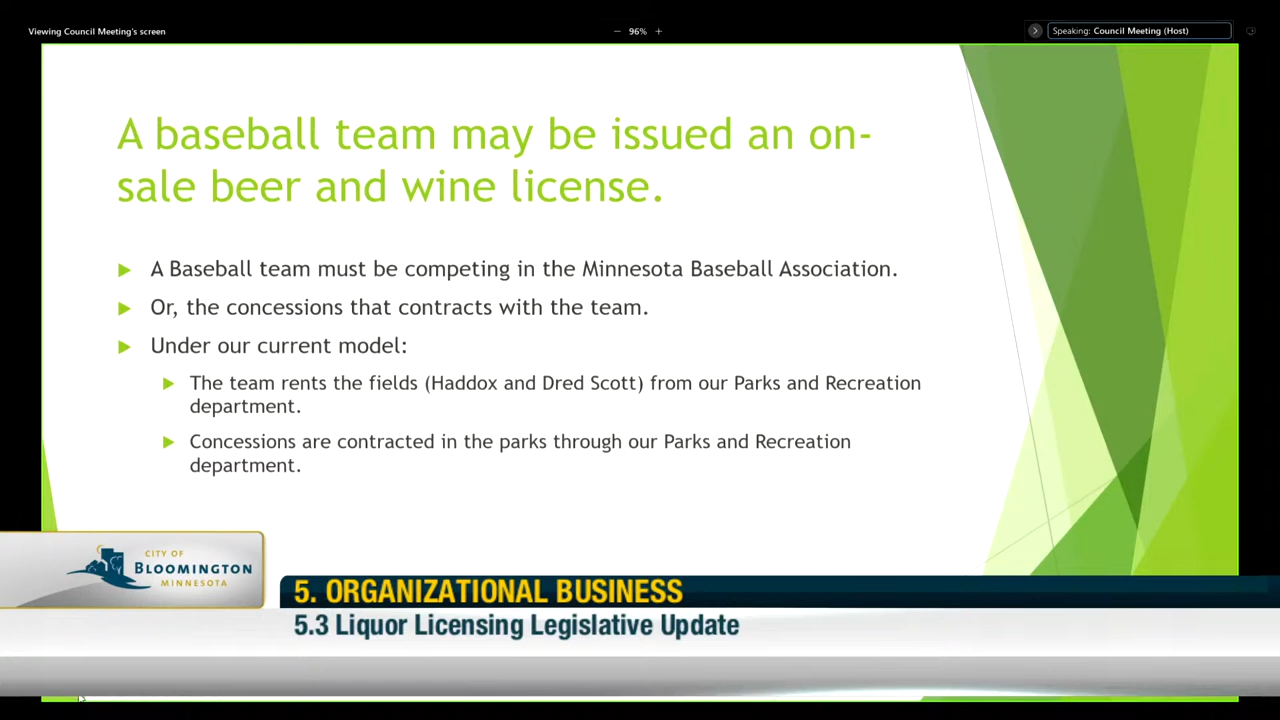 Viewing Council Meeting's screen
96%
Speaking: Council Meeting (Host)
A baseball team may be issued an on-
sale beer and wine license.
A Baseball team must be competing in the Minnesota Baseball Association.
Or, the concessions that contracts with the team.
Under our current model:
The team rents the fields (Haddox and Dred Scott) from our Parks and Recreation
department.
Concessions are contracted in the parks through our Parks and Recreation
department.
CITY OF
BLOOMINGTON
MINNESOTA
5. ORGANIZATIONAL BUSINESS
5.3 Liquor Licensing Legislative Update